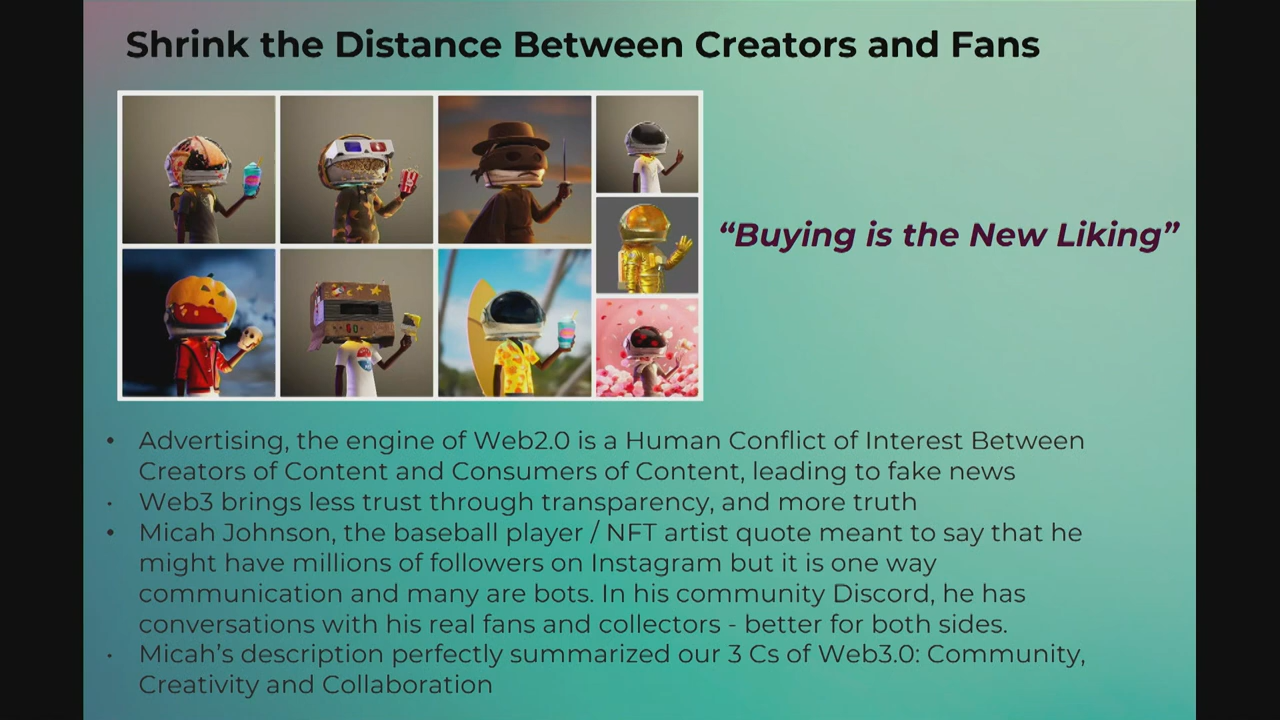 Shrink the Distance Between Creators and Fans
“Buying is the New Liking”
• Advertising, the engine of Web2.0 is a Human Conflict of Interest Between
Creators of Content and Consumers of Content, leading to fake news
• Web3 brings less trust through transparency, and more truth
• Micah Johnson, the baseball player / NFT artist quote meant to say that he
might have millions of followers on Instagram but it is one way
communication and many are bots. In his community Discord, he has
conversations with his real fans and collectors - better for both sides.
• Micah’s description perfectly summarized our 3 Cs of Web3.0: Community,
Creativity and Collaboration